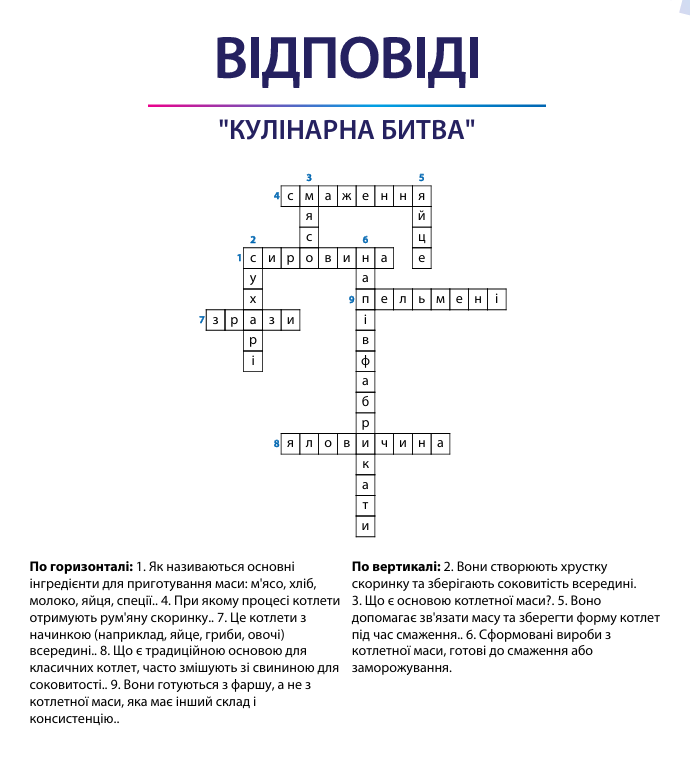 ВІДПОВІДІ
"КУЛІНАРНА БИТВА"
3 5
4 с м а ж е н н я
я й
с ц
2 6
1 с и р о в и н а е
у а
х 9 п е л ь м е н і
7 з р а з и і
р в
і ф
а
б
р
8 я л о в и ч и н а
к
а
т
и
По горизонталі: 1. Як називаються основні
інгредієнти для приготування маси: м'ясо, хліб,
молоко, яйця, спеції.. 4. При якому процесі котлети
отримують рум'яну скоринку.. 7. Це котлети з
начинкою (наприклад, яйце, гриби, овочі)
всередині.. 8. Що є традиційною основою для
класичних котлет, часто змішують зі свининою для
соковитості.. 9. Вони готуються з фаршу, а не з
котлетної маси, яка має інший склад і
консистенцію..
По вертикалі: 2. Вони створюють хрустку
скоринку та зберігають соковитість всередині.
3. Що є основою котлетної маси?. 5. Воно
допомагає зв'язати масу та зберегти форму котлет
під час смаження.. 6. Сформовані вироби з
котлетної маси, готові до смаження або
заморожування.